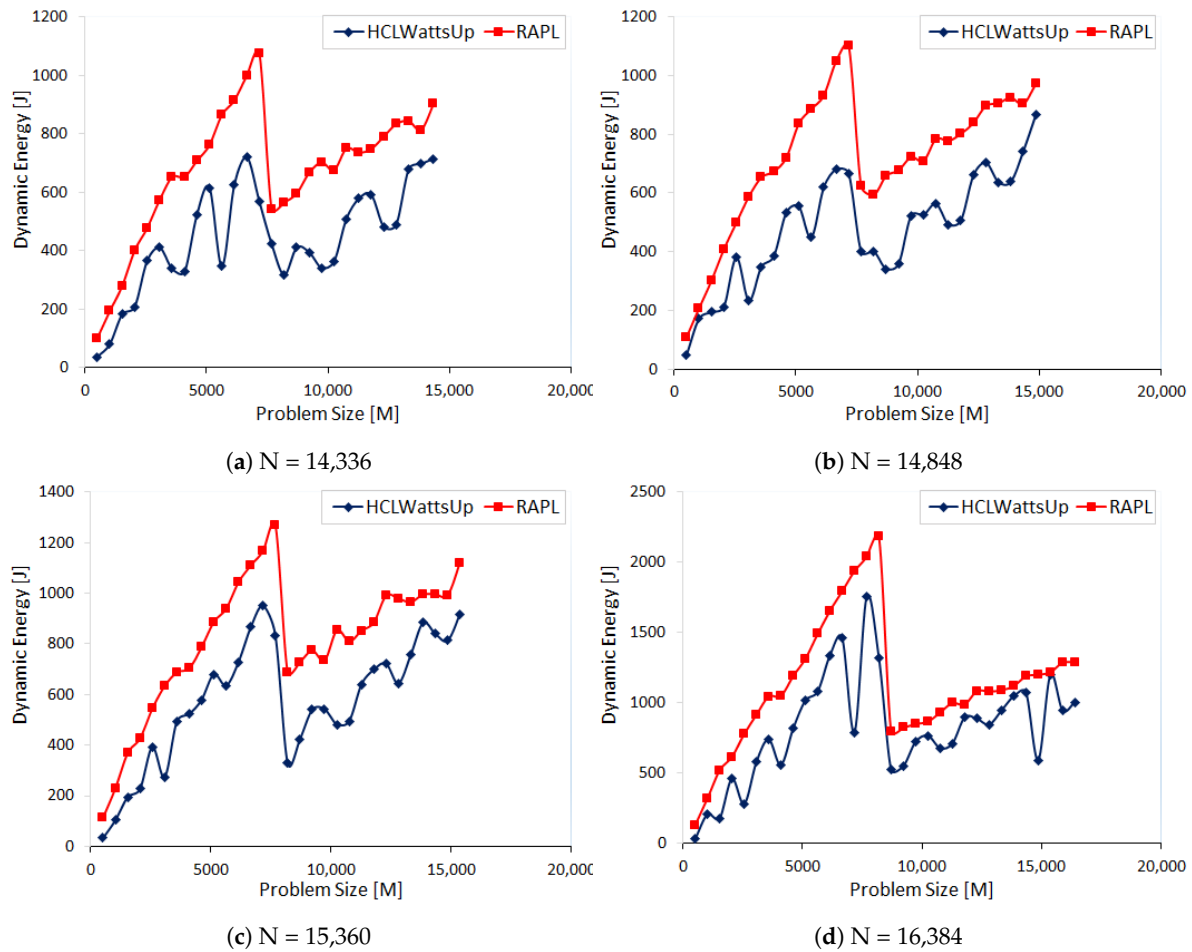 1200
1000
800
600
400
200
0
Dynamic Energy [J]
HCLWattsUp RAPL
0 5000 10,000 15,000 20,000
Problem Size [M]
(a) N = 14,336
1200
1000
800
600
400
200
0
Dynamic Energy [J]
HCLWattsUp RAPL
0 5000 10,000 15,000 20,000
Problem Size [M]
(b) N = 14,848
1400
1200
1000
800
600
400
200
0
Dynamic Energy [J]
HCLWattsUp RAPL
0 5000 10,000 15,000 20,000
Problem Size [M]
(c) N = 15,360
2500
2000
1500
1000
500
0
Dynamic Energy [J]
HCLWattsUp RAPL
0 5000 10,000 15,000 20,000
Problem Size [M]
(d) N = 16,384